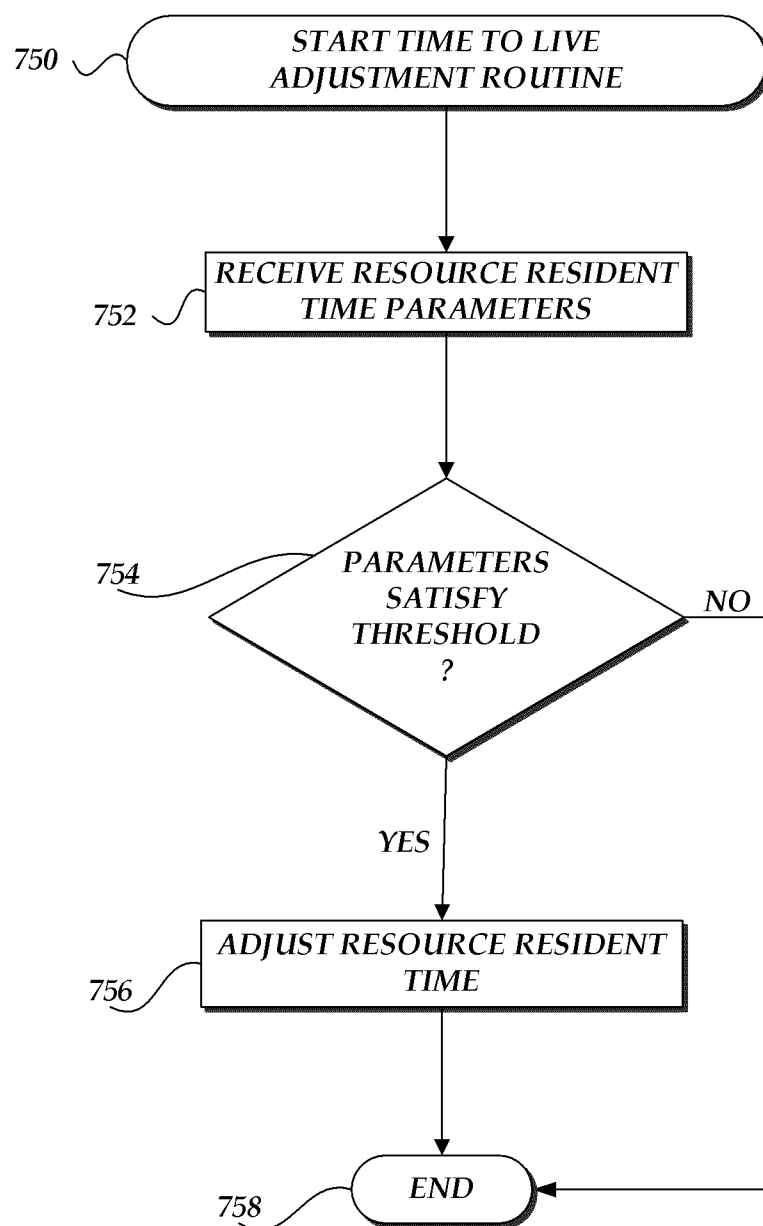 START TIME TO LIVE
ADJUSTMENT ROUTINE
750
RECEIVE RESOURCE RESIDENT
TIME PARAMETERS
752
PARAMETERS
SATISFY
THRESHOLD
?
754
NO
YES
ADJUST RESOURCE RESIDENT
TIME
756
END
758